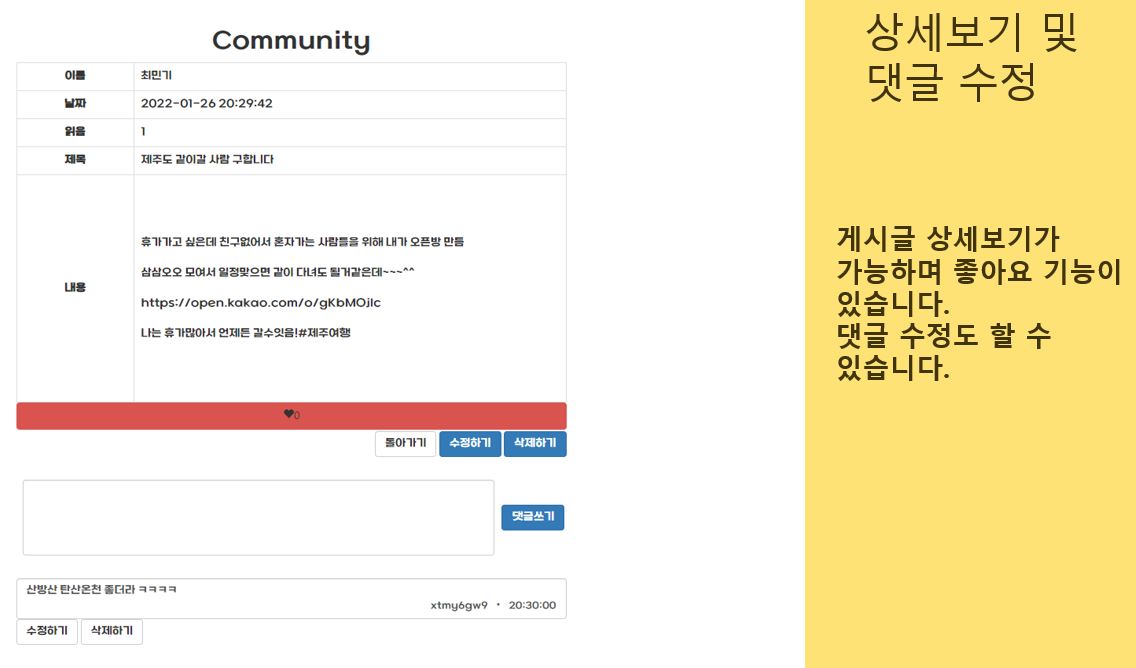 Community
이름 최민기
날짜 2022-01-26 20:29:42
읽음 1
제목 제주도 같이갈 사람 구합니다
내용
휴가가고 싶은데 친구없어서 혼자가는 사람들을 위해 내가 오픈방 만듬
삼삼오오 모여서 일정맞으면 같이 다녀도 될거같은데~~~^^
https://open.kakao.com/o/gKbMOjIc
나는 휴가많아서 언제든 갈수잇음!#제주여행
♥0
돌아가기 수정하기 삭제하기
댓글쓰기
산방산 탄산온천 좋더라 ㅋㅋㅋㅋ
xtmy6gw9 · 20:30:00
수정하기 삭제하기
상세보기 및
댓글 수정
게시글 상세보기가
가능하며 좋아요 기능이
있습니다.
댓글 수정도 할 수
있습니다.